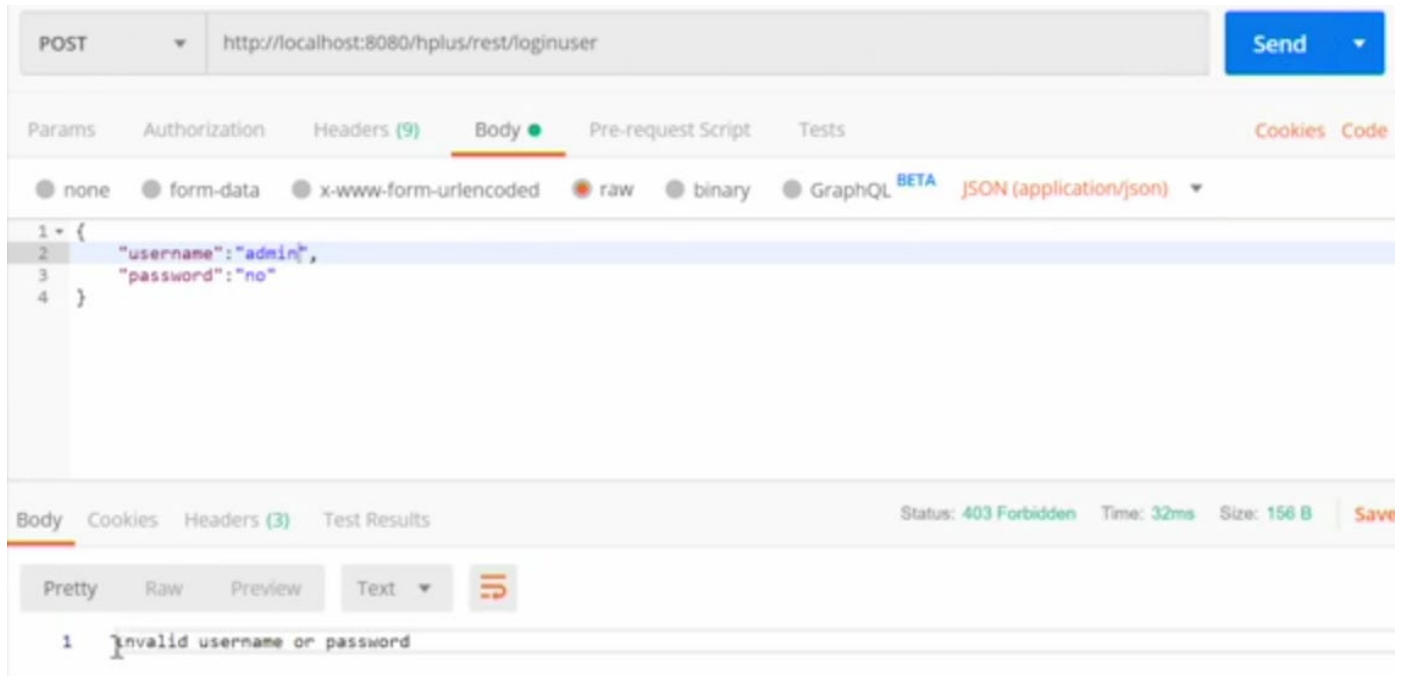 POST http://localhost:8080/hplus/rest/loginuser Send
Params Authorization Headers (9) Body Pre-request Script Tests Cookies Code
none form-data x-www-form-urlencoded raw binary GraphQL BETA JSON (application/json)
1 {
2 "username":"admin",
3 "password":"no"
4 }
Body Cookies Headers (3) Test Results Status: 403 Forbidden Time: 32ms Size: 156 B Save
Pretty Raw Preview Text
1 invalid username or password